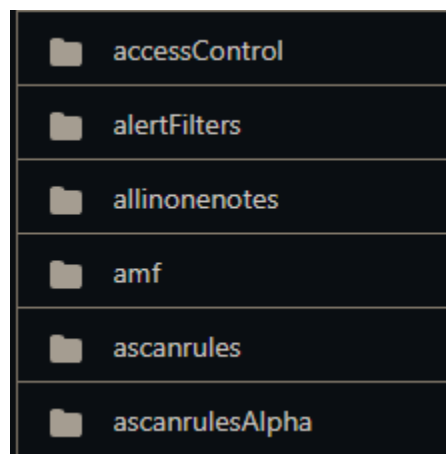 accessControl
alertFilters
allinonenotes
amf
ascanrules
ascanrulesAlpha